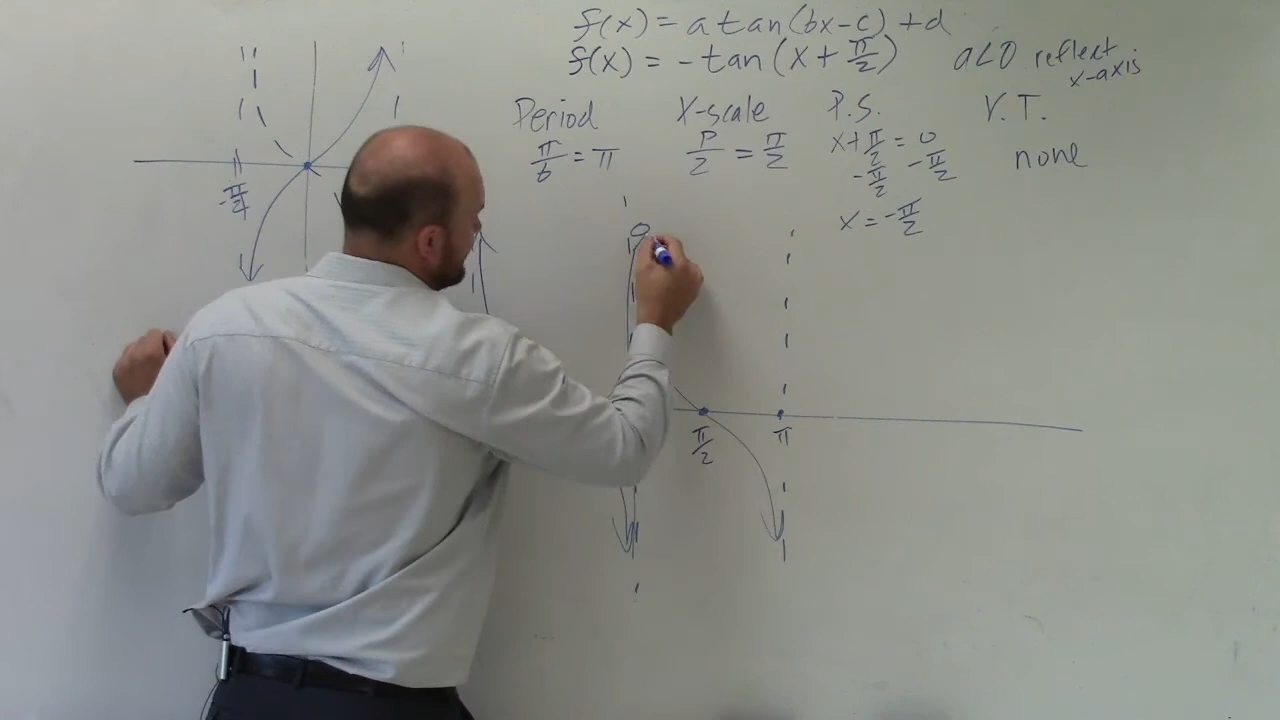 f(x) = a tan(bx-c) + d
f(x) = - tan(x + π/2) a<0 reflect x-axis
Period X-scale P.S. V.T.
π/b = π P/2 = π/2 x + π/2 = 0 none
-π/2 -π/2
x = -π/2
-π/4
0
π/2 π